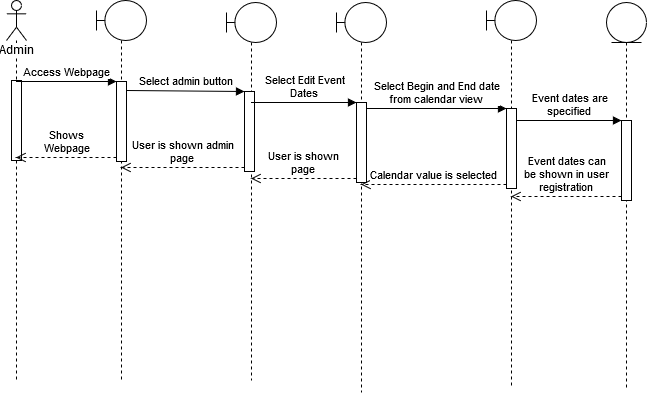 Admin
Access Webpage
Select admin button
Select Edit Event
Dates
Select Begin and End date
from calendar view
Event dates are
specified
Shows
Webpage
User is shown admin
page
User is shown
page
Calendar value is selected
Event dates can
be shown in user
registration